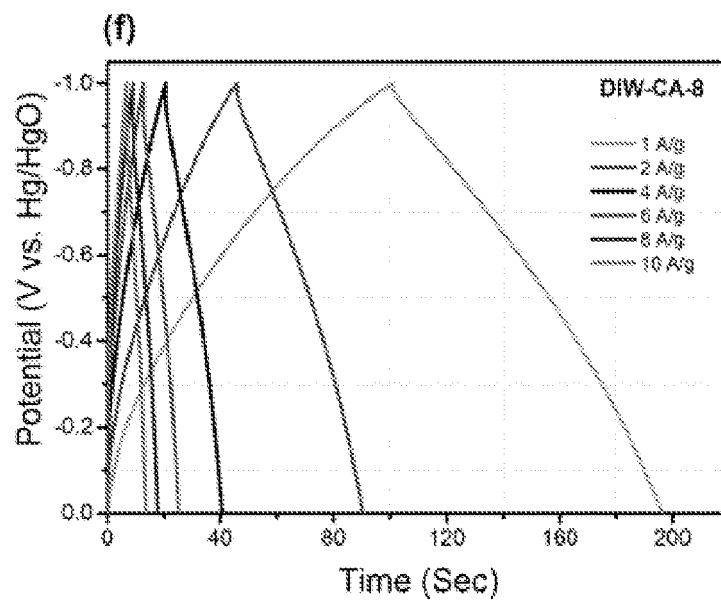 (f)
DIW-CA-8
1 A/g
2 A/g
4 A/g
6 A/g
8 A/g
10 A/g
-1.0
-0.8
-0.6
-0.4
-0.2
0.0
Potential (V vs. Hg/HgO)
0
40
80
120
160
200
Time (Sec)